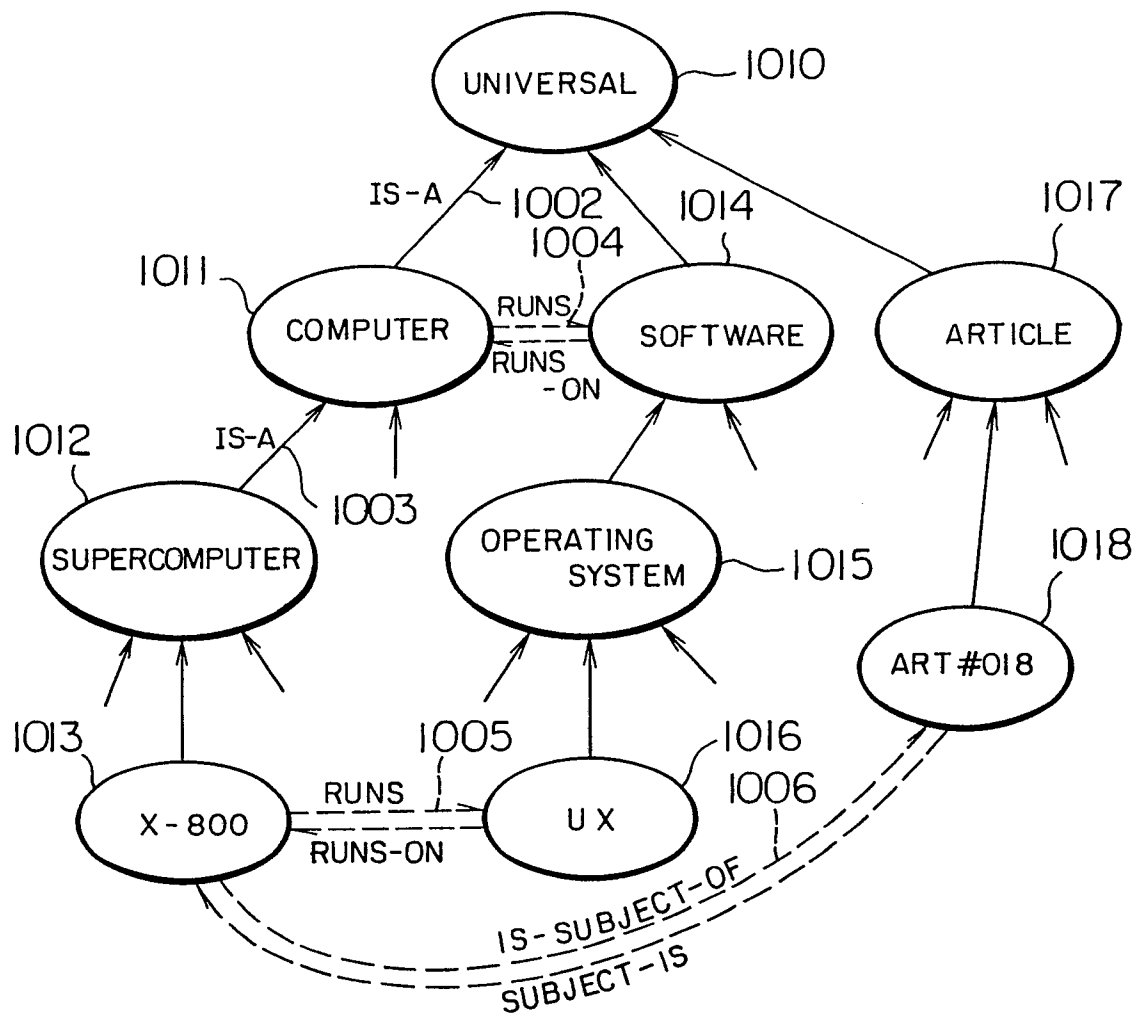 UNIVERSAL
1010
IS-A
1002
1014
1017
1004
1011
RUNS
COMPUTER
SOFTWARE
ARTICLE
RUNS
-ON
1012
IS-A
1003
SUPERCOMPUTER
OPERATING
SYSTEM
1015
1018
ART #018
1013
1005
1016
1006
RUNS
X-800
UX
RUNS-ON
IS-SUBJECT-OF
SUBJECT-IS